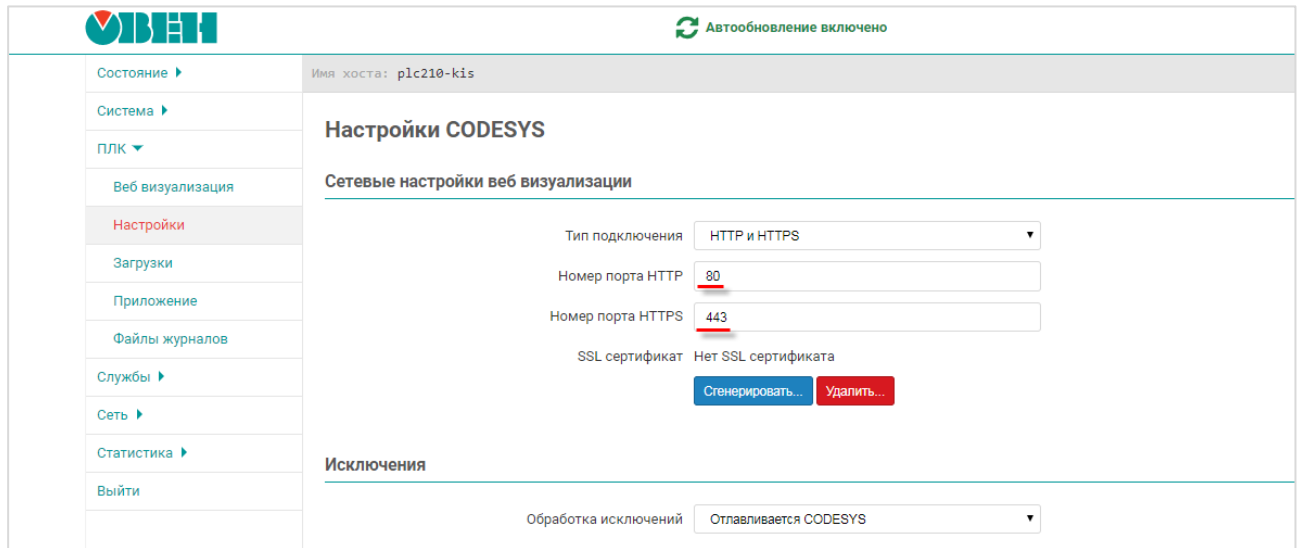 ОВЕН
Автообновление включено
Состояние
Имя хоста: plc210-kis
Система
ПЛК
Веб визуализация
Настройки
Загрузки
Приложение
Файлы журналов
Службы
Сеть
Статистика
Выйти
Настройки CODESYS
Сетевые настройки веб визуализации
Тип подключения HTTP и HTTPS
Номер порта HTTP 80
Номер порта HTTPS 443
SSL сертификат Нет SSL сертификата
Сгенерировать... Удалить...
Исключения
Обработка исключений Отлавливается CODESYS